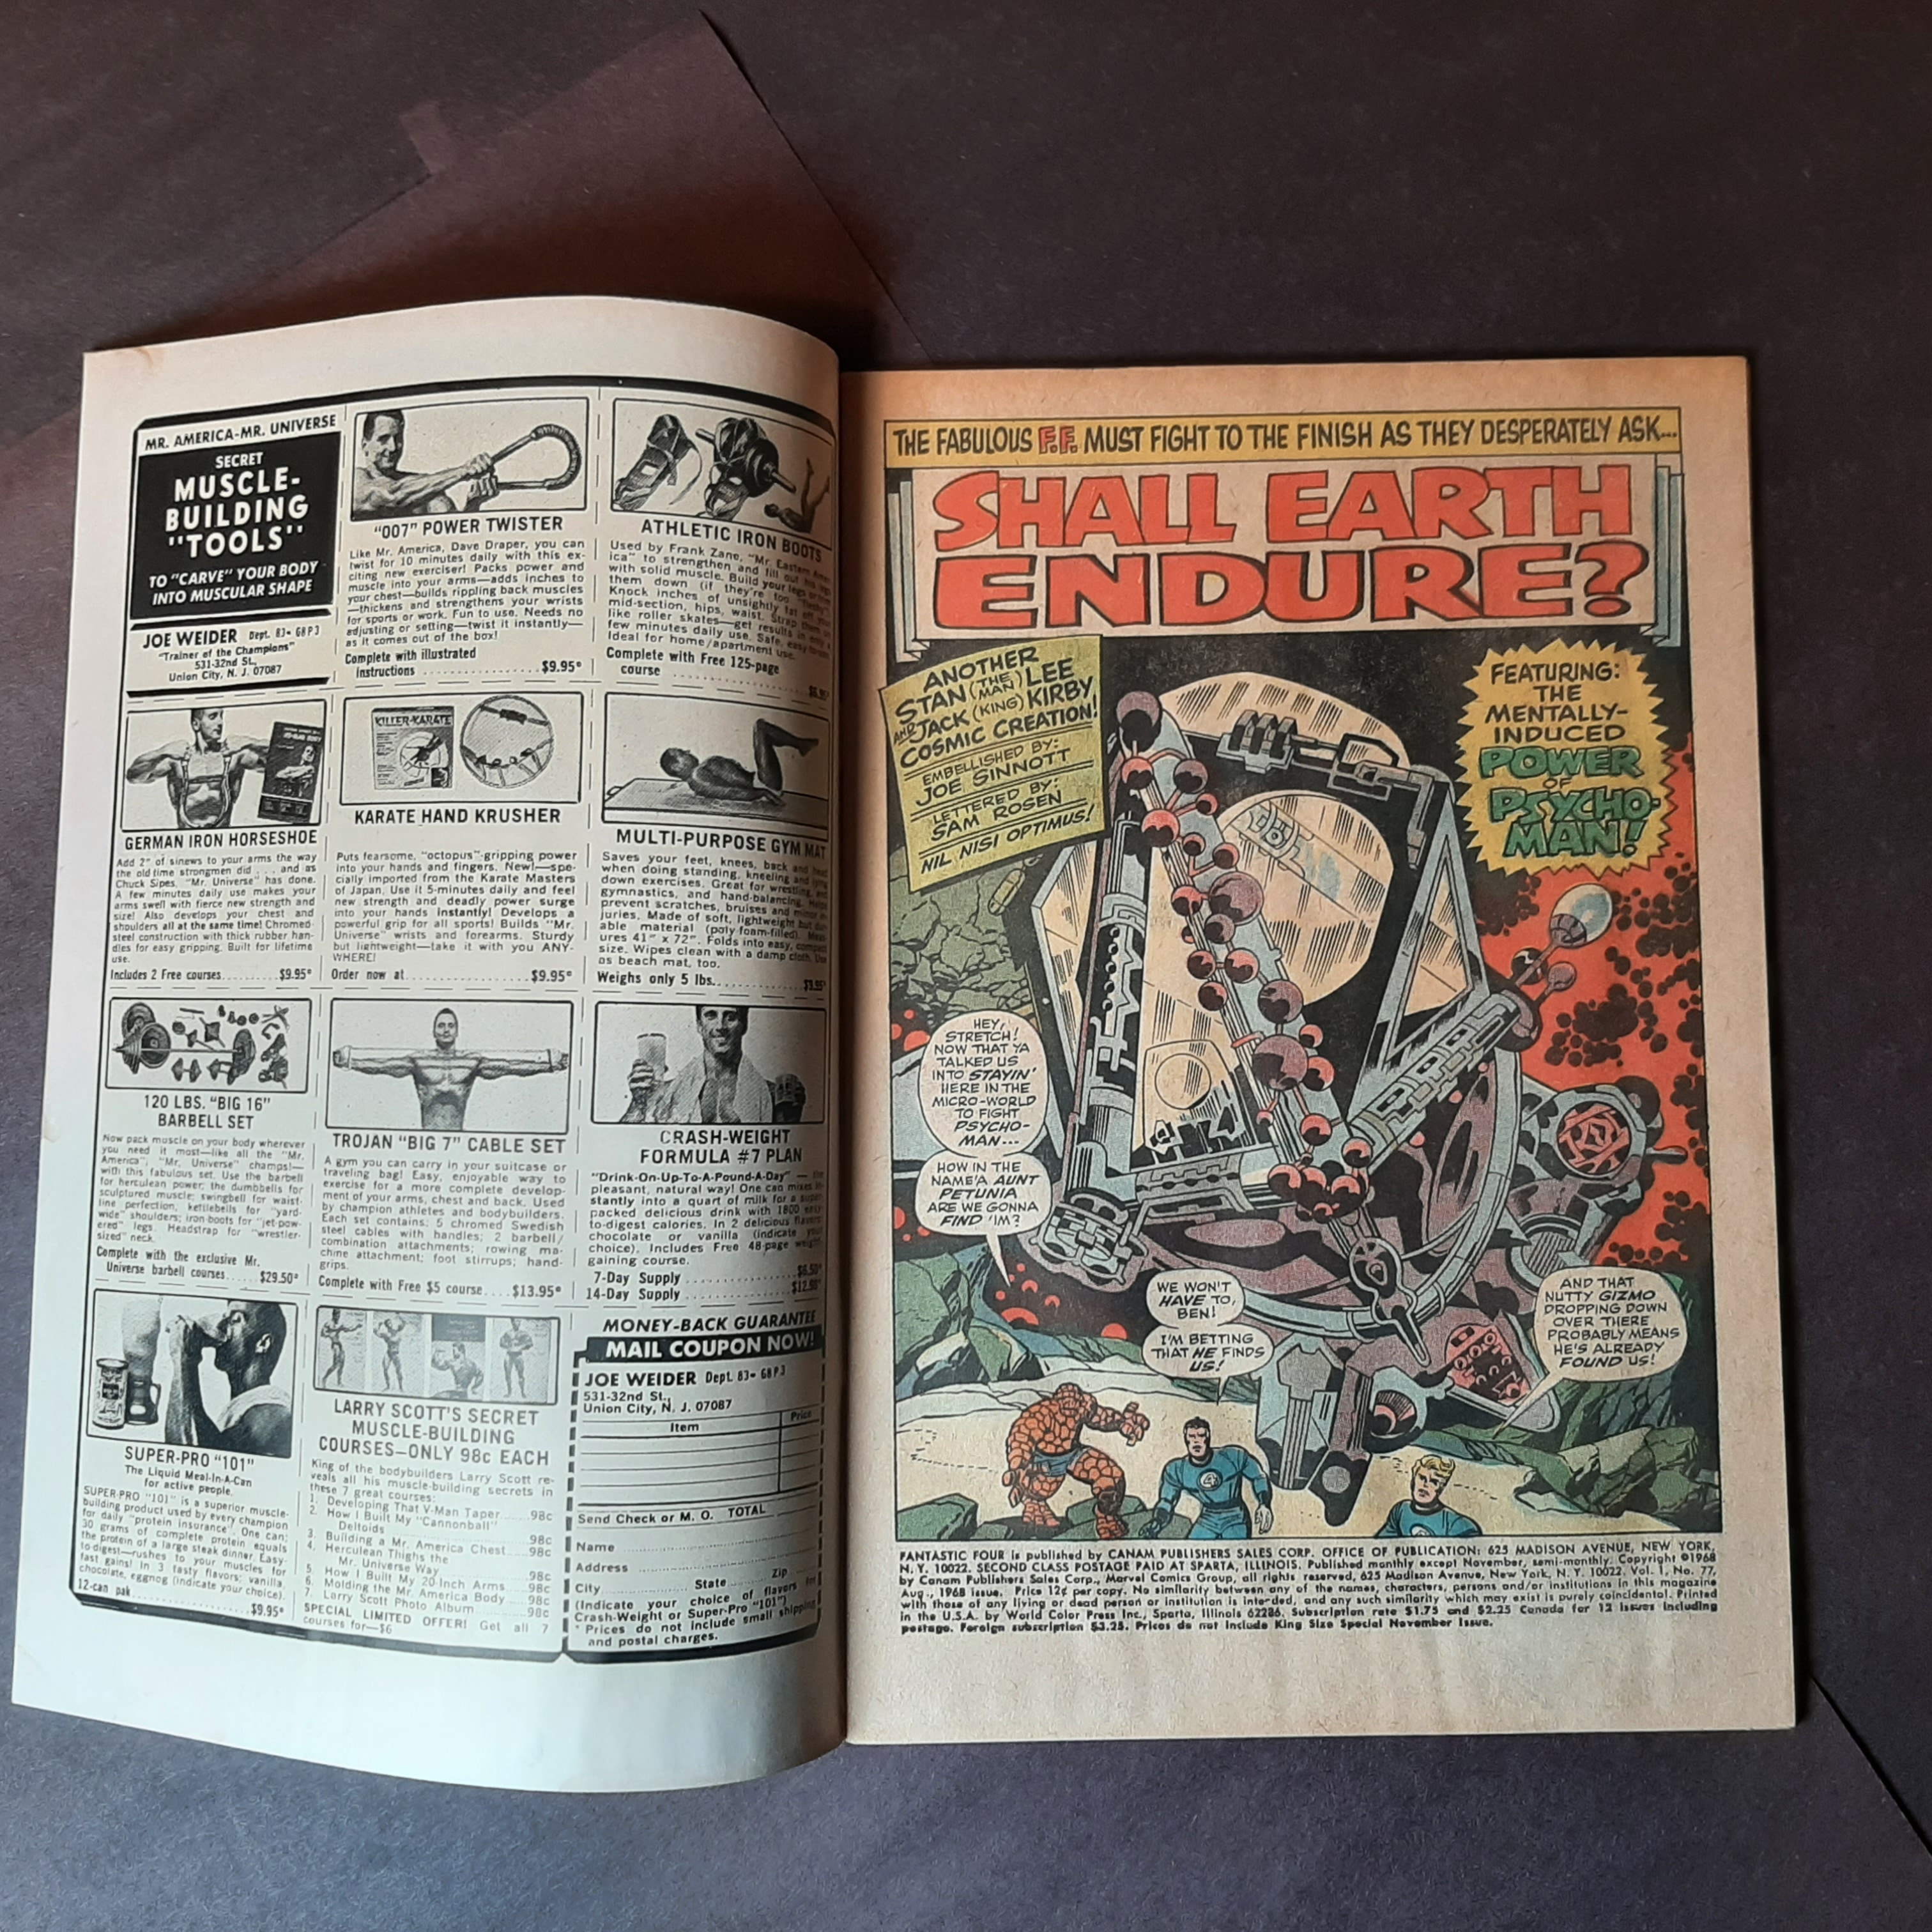 MR. AMERICA-MR. UNIVERSE
SECRET
MUSCLE-
BUILDING
"TOOLS"
TO "CARVE" YOUR BODY
INTO MUSCULAR SHAPE
JOE WEIDER Dept. 83-68P3
"Trainer of the Champions"
531-32nd St.,
Union City, N. J. 07087
"007" POWER TWISTER
Like Mr. America, Dave Draper, you can
twist for 10 minutes daily with this ex-
citing new exerciser! Packs power and
muscle into your arms—adds inches to
your chest—builds rippling back muscles
—thickens and strengthens your wrists
for sports or work. Fun to use. Needs no
adjusting or setting—twist it instantly—
as it comes out of the box!
Complete with illustrated
instructions $9.95*
ATHLETIC IRON BOOTS
Used by Frank Zane, "Mr. Eastern
ica" to strengthen and fill out
with solid muscle. Build your legs
them down (if they're too
Knock inches of unsightly fat off
mid-section, hips, waist. Strap
like roller skates—get results in
few minutes daily use. Safe,
Ideal for home/apartment use.
Complete with Free 125-page
course
GERMAN IRON HORSESHOE
Add 2" of sinews to your arms the way
the old time strongmen did . . . and as
Chuck Sipes, "Mr. Universe" has done.
A few minutes daily use makes your
arms swell with fierce new strength and
size! Also develops your chest and
shoulders all at the same time! Chromed-
steel construction with thick rubber han-
dles for easy gripping. Built for lifetime
use.
Includes 2 Free courses $9.95*
KILLER-KARATE
KARATE HAND KRUSHER
Puts fearsome, "octopus"-gripping power
into your hands and fingers. New!—spe-
cially imported from the Karate Masters
of Japan. Use it 5-minutes daily and feel
new strength and deadly power surge
into your hands instantly! Develops a
powerful grip for all sports! Builds "Mr.
Universe" wrists and forearms. Sturdy
but lightweight—take it with you ANY-
WHERE!
Order now at $9.95*
MULTI-PURPOSE GYM MAT
Saves your feet, knees, back and
when doing standing, kneeling and
down exercises. Great for wrestling,
gymnastics, and hand-balancing.
prevent scratches, bruises and
juries. Made of soft, lightweight but
able material (poly-foam-filled).
ures 41" x 72". Folds into easy, compact
size. Wipes clean with a damp cloth. Use
as beach mat, too.
Weighs only 5 lbs.
120 LBS. "BIG 16"
BARBELL SET
Now pack muscle on your body wherever
you need it most—like all the "Mr.
America", "Mr. Universe" champs!—
with this fabulous set. Use the barbell
for herculean power; the dumbbells for
sculptured muscle; swingbell for waist-
line perfection, kettlebells for "yard-
wide" shoulders; iron boots for "jet-pow-
ered" legs. Headstrap for "wrestler-
sized" neck.
Complete with the exclusive Mr.
Universe barbell courses $29.50*
TROJAN "BIG 7" CABLE SET
A gym you can carry in your suitcase or
traveling bag! Easy, enjoyable way to
exercise for a more complete develop-
ment of your arms, chest and back. Used
by champion athletes and bodybuilders.
Each set contains: 5 chromed Swedish
steel cables with handles; 2 barbell/
combination attachments; rowing ma-
chine attachment; foot stirrups; hand-
grips.
Complete with Free $5 course $13.95*
CRASH-WEIGHT
FORMULA #7 PLAN
"Drink-On-Up-To-A-Pound-A-Day" —
pleasant, natural way! One can mixes
stantly into a quart of milk for a
packed delicious drink with 1800
to-digest calories. In 2 delicious flavors:
chocolate or vanilla (indicate your
choice). Includes Free 48-page weight-
gaining course.
7-Day Supply $6.50*
14-Day Supply
SUPER-PRO "101"
The Liquid Meal-In-A-Can
for active people.
SUPER-PRO "101" is a superior muscle-
building product used by every champion
for daily "protein insurance". One can;
30 grams of complete protein equals
the protein of a large steak dinner. Easy-
to-digest—rushes to your muscles for
fast gains! In 3 tasty flavors: vanilla,
chocolate, eggnog (indicate your choice).
12-can pak $9.95*
LARRY SCOTT'S SECRET
MUSCLE-BUILDING
COURSES—ONLY 98c EACH
King of the bodybuilders Larry Scott re-
veals all his muscle-building secrets in
these 7 great courses:
1. Developing That V-Man Taper 98c
2. How I Built My "Cannonball"
Deltoids 98c
3. Building a Mr. America Chest 98c
4. Herculean Thighs the
Mr. Universe Way 98c
5. How I Built My 20-Inch Arms 98c
6. Molding the Mr. America Body 98c
7. Larry Scott Photo Album 98c
SPECIAL LIMITED OFFER! Get all 7
courses for—$6
MONEY-BACK GUARANTEE
MAIL COUPON NOW!
JOE WEIDER Dept. 83-68P3
531-32nd St.,
Union City, N. J. 07087
Item Price
Send Check or M. O. TOTAL
Name
Address
City State Zip
(Indicate your choice of flavors for
Crash-Weight or Super-Pro "101")
* Prices do not include small shipping
and postal charges.
THE FABULOUS F.F. MUST FIGHT TO THE FINISH AS THEY DESPERATELY ASK...
SHALL EARTH
ENDURE?
ANOTHER
STAN (THE MAN) LEE
AND JACK (KING) KIRBY
COSMIC CREATION!
EMBELLISHED BY:
JOE SINNOTT
LETTERED BY:
SAM ROSEN
NIL NISI OPTIMUS!
FEATURING:
THE
MENTALLY-
INDUCED
POWER
OF
PSYCHO-
MAN!
HEY,
STRETCH!
NOW THAT YA
TALKED US
INTO STAYIN'
HERE IN THE
MICRO-WORLD
TO FIGHT
PSYCHO-
MAN...
HOW IN THE
NAME'A AUNT
PETUNIA
ARE WE GONNA
FIND 'IM?
WE WON'T
HAVE TO,
BEN!
I'M BETTING
THAT HE FINDS
US!
AND THAT
NUTTY GIZMO
DROPPING DOWN
OVER THERE
PROBABLY MEANS
HE'S ALREADY
FOUND US!
4
FANTASTIC FOUR is published by CANAM PUBLISHERS SALES CORP. OFFICE OF PUBLICATION: 625 MADISON AVENUE, NEW YORK,
N. Y. 10022. SECOND CLASS POSTAGE PAID AT SPARTA, ILLINOIS. Published monthly except November, semi-monthly. Copyright ©1968
by Canam Publishers Sales Corp., Marvel Comics Group, all rights reserved, 625 Madison Avenue, New York, N. Y. 10022. Vol. 1, No. 77,
Aug., 1968 issue. Price 12¢ per copy. No similarity between any of the names, characters, persons and/or institutions in this magazine
with those of any living or dead person or institution is intended, and any such similarity which may exist is purely coincidental. Printed
in the U.S.A. by World Color Press Inc., Sparta, Illinois 62286. Subscription rate $1.75 and $2.25 Canada for 12 issues including
postage. Foreign subscription $3.25. Prices do not include King Size Special November Issue.